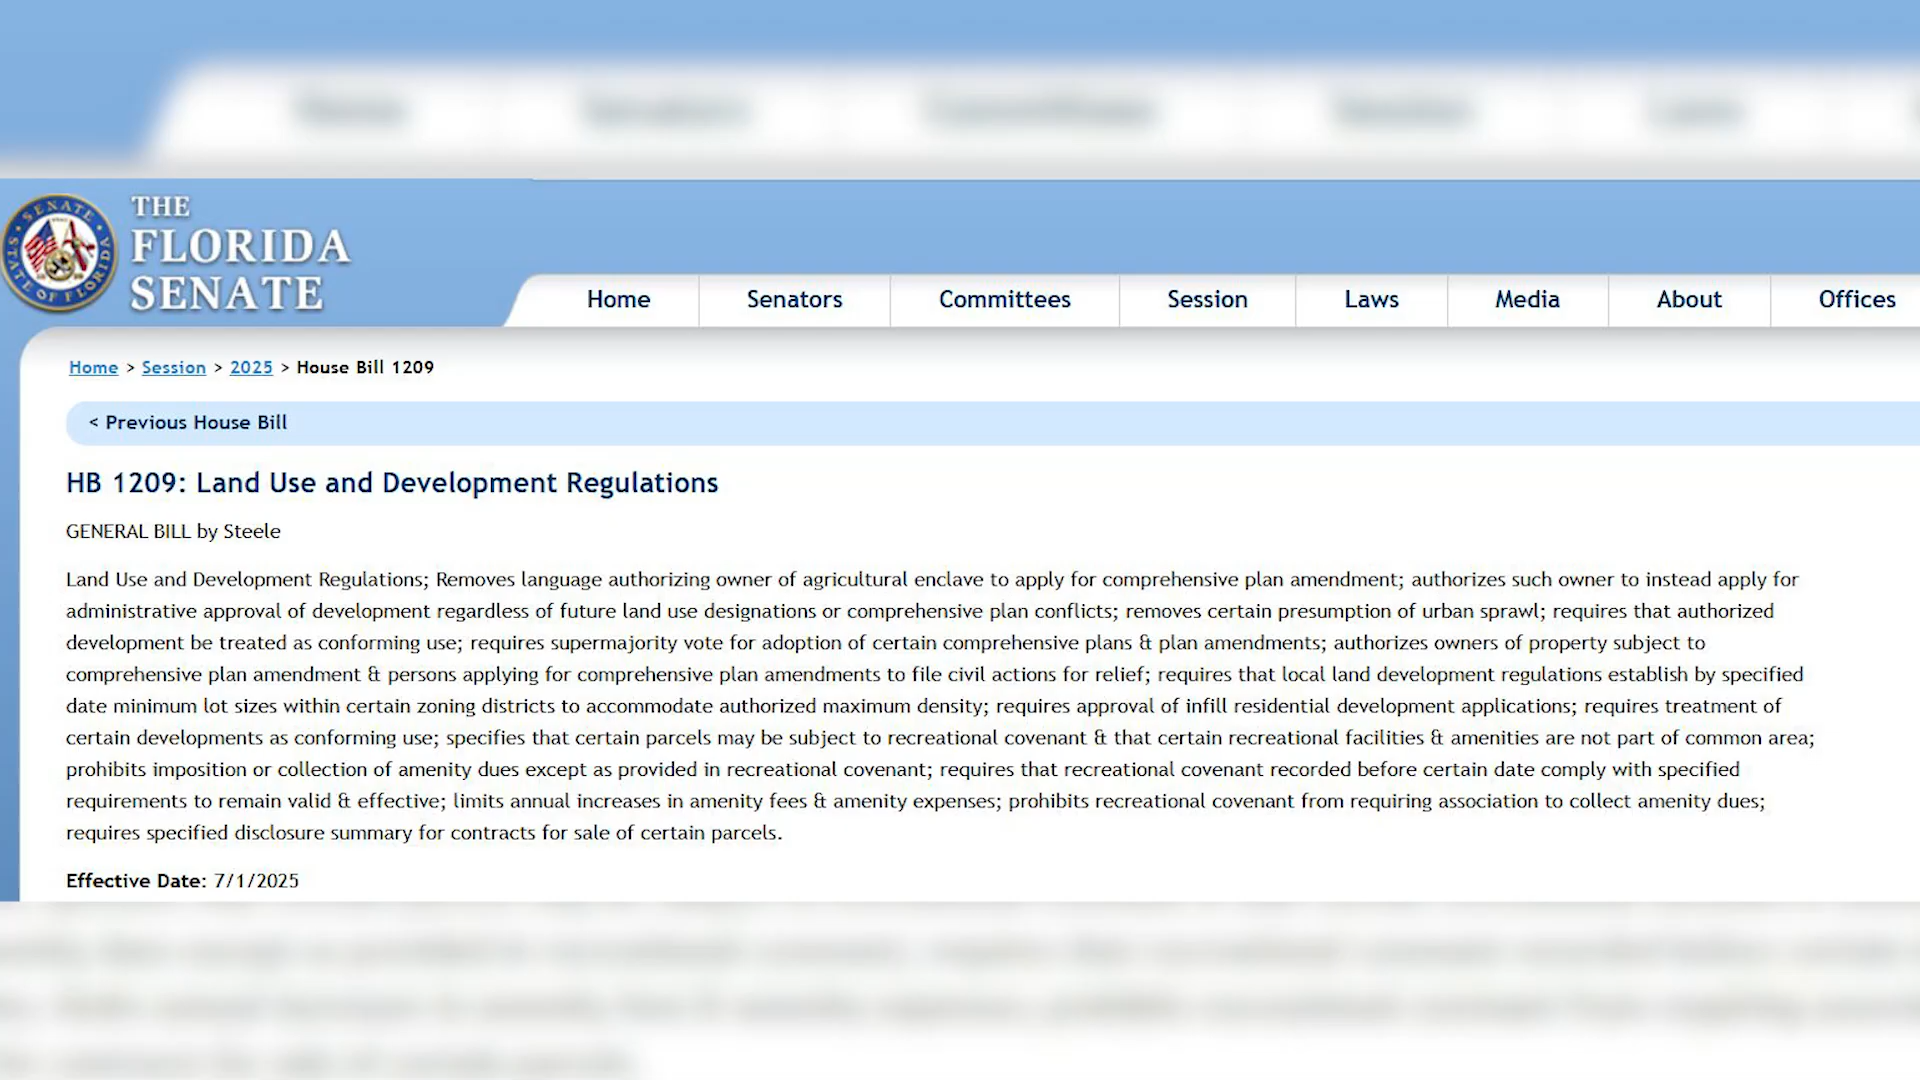 THE
FLORIDA
SENATE
SENATE
STATE OF FLORIDA
Home Senators Committees Session Laws Media About Offices
Home > Session > 2025 > House Bill 1209
< Previous House Bill
HB 1209: Land Use and Development Regulations
GENERAL BILL by Steele
Land Use and Development Regulations; Removes language authorizing owner of agricultural enclave to apply for comprehensive plan amendment; authorizes such owner to instead apply for
administrative approval of development regardless of future land use designations or comprehensive plan conflicts; removes certain presumption of urban sprawl; requires that authorized
development be treated as conforming use; requires supermajority vote for adoption of certain comprehensive plans & plan amendments; authorizes owners of property subject to
comprehensive plan amendment & persons applying for comprehensive plan amendments to file civil actions for relief; requires that local land development regulations establish by specified
date minimum lot sizes within certain zoning districts to accommodate authorized maximum density; requires approval of infill residential development applications; requires treatment of
certain developments as conforming use; specifies that certain parcels may be subject to recreational covenant & that certain recreational facilities & amenities are not part of common area;
prohibits imposition or collection of amenity dues except as provided in recreational covenant; requires that recreational covenant recorded before certain date comply with specified
requirements to remain valid & effective; limits annual increases in amenity fees & amenity expenses; prohibits recreational covenant from requiring association to collect amenity dues;
requires specified disclosure summary for contracts for sale of certain parcels.
Effective Date: 7/1/2025